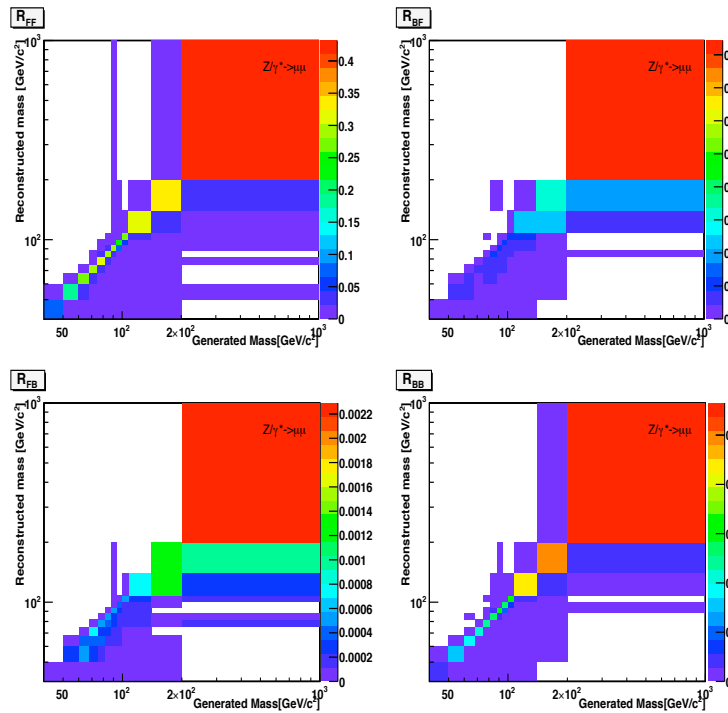 R_FF
Reconstructed mass [GeV/c²]
10³
10²
Z/γ*->μμ
0.4
0.35
0.3
0.25
0.2
0.15
0.1
0.05
0
50
10²
2×10²
10³
Generated Mass[GeV/c²]
R_BF
Reconstructed mass [GeV/c²]
10³
10²
Z/γ*->μμ
50
10²
2×10²
10³
Generated Mass[GeV/c²]
R_FB
Reconstructed mass [GeV/c²]
10³
10²
Z/γ*->μμ
0.0022
0.002
0.0018
0.0016
0.0014
0.0012
0.001
0.0008
0.0006
0.0004
0.0002
0
50
10²
2×10²
10³
Generated Mass[GeV/c²]
R_BB
Reconstructed mass [GeV/c²]
10³
10²
Z/γ*->μμ
50
10²
2×10²
10³
Generated Mass[GeV/c²]